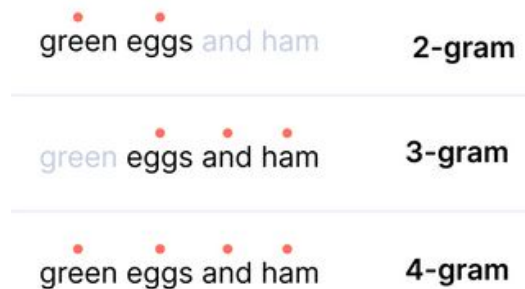 green eggs and ham 2-gram
green eggs and ham 3-gram
green eggs and ham 4-gram